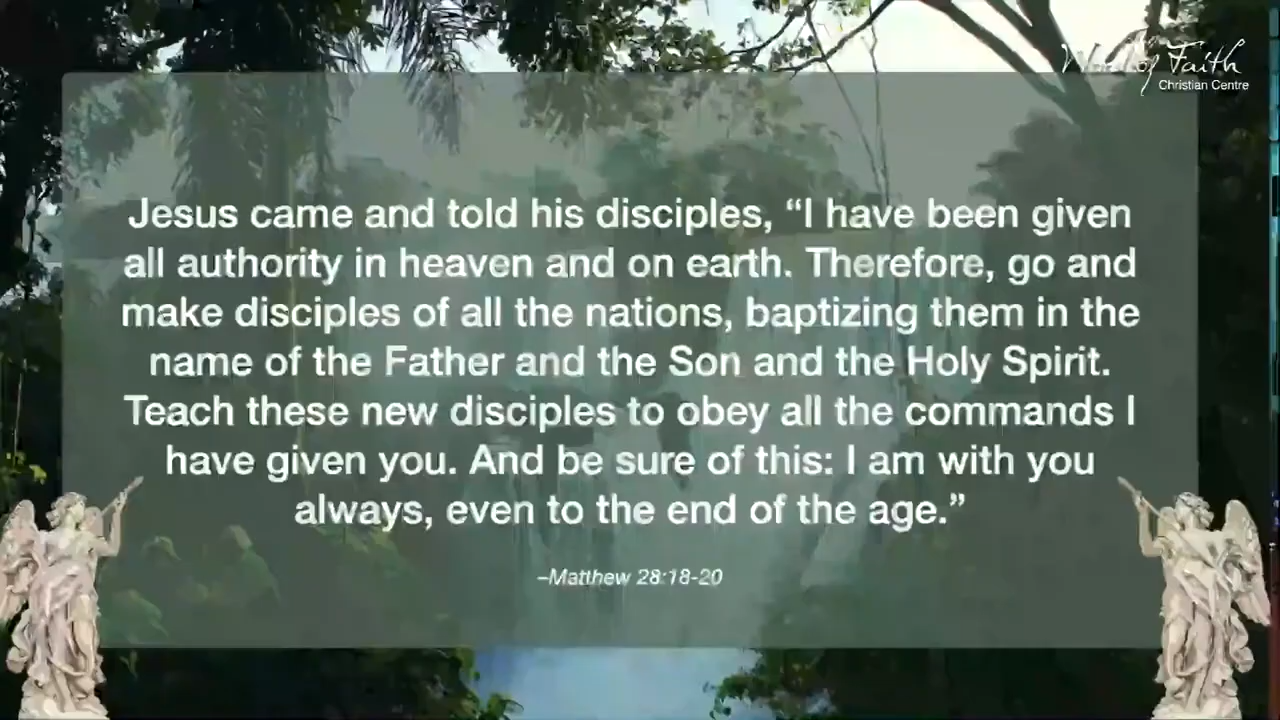 Faith
Christian Centre
Jesus came and told his disciples, “I have been given
all authority in heaven and on earth. Therefore, go and
make disciples of all the nations, baptizing them in the
name of the Father and the Son and the Holy Spirit.
Teach these new disciples to obey all the commands I
have given you. And be sure of this: I am with you
always, even to the end of the age.”
–Matthew 28:18-20